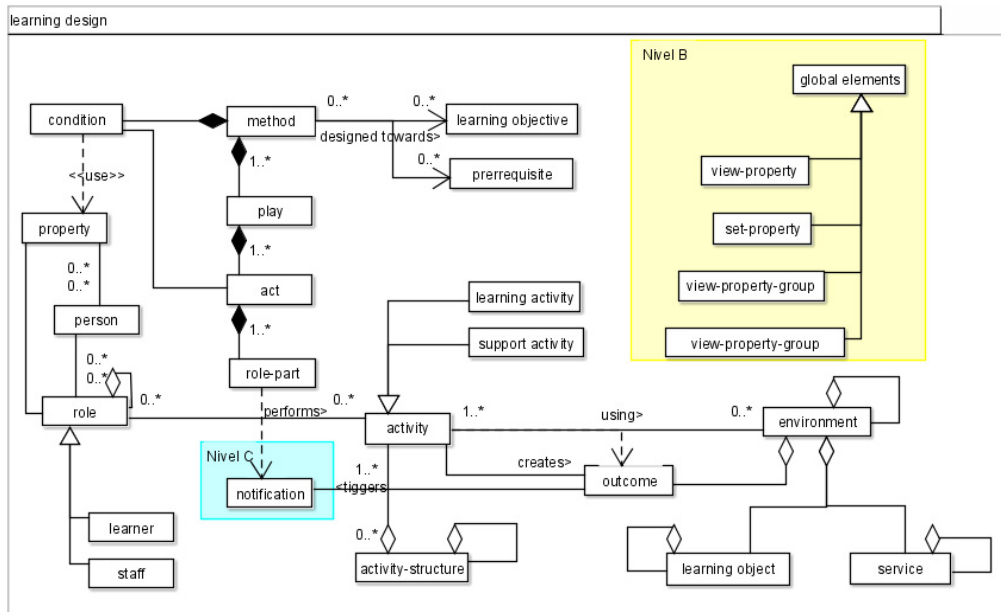 learning design
Nivel B
global elements
view-property
set-property
view-property-group
view-property-group
condition
method
0..*
0..*
learning objective
designed towards>
0..*
prerrequisite
<<use>>
1..*
property
play
0..*
0..*
1..*
person
act
learning activity
1..*
support activity
0..*
0..*
role-part
role
0..*
performs>
0..*
activity
1..*
using>
0..*
environment
Nivel C
1..*
creates>
notification
<tiggers
outcome
0..*
learner
staff
activity-structure
learning object
service